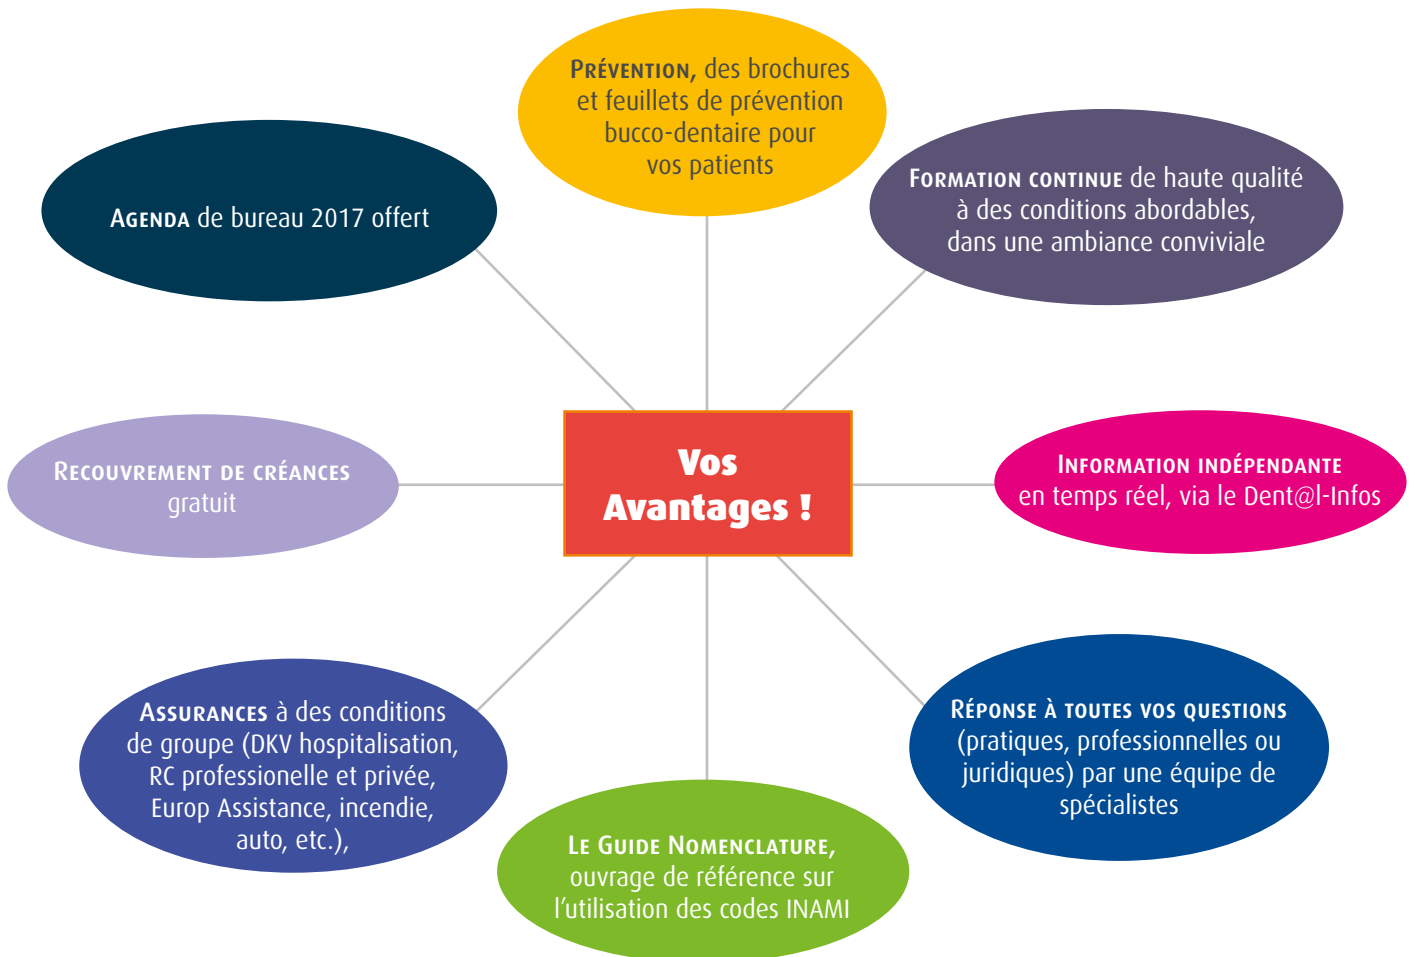 PRÉVENTION, des brochures
et feuillets de prévention
bucco-dentaire pour
vos patients
AGENDA de bureau 2017 offert
FORMATION CONTINUE de haute qualité
à des conditions abordables,
dans une ambiance conviviale
RECOUVREMENT DE CRÉANCES
gratuit
Vos
Avantages !
INFORMATION INDÉPENDANTE
en temps réel, via le Dent@l-Infos
ASSURANCES à des conditions
de groupe (DKV hospitalisation,
RC professionelle et privée,
Europ Assistance, incendie,
auto, etc.),
RÉPONSE À TOUTES VOS QUESTIONS
(pratiques, professionnelles ou
juridiques) par une équipe de
spécialistes
LE GUIDE NOMENCLATURE,
ouvrage de référence sur
l'utilisation des codes INAMI